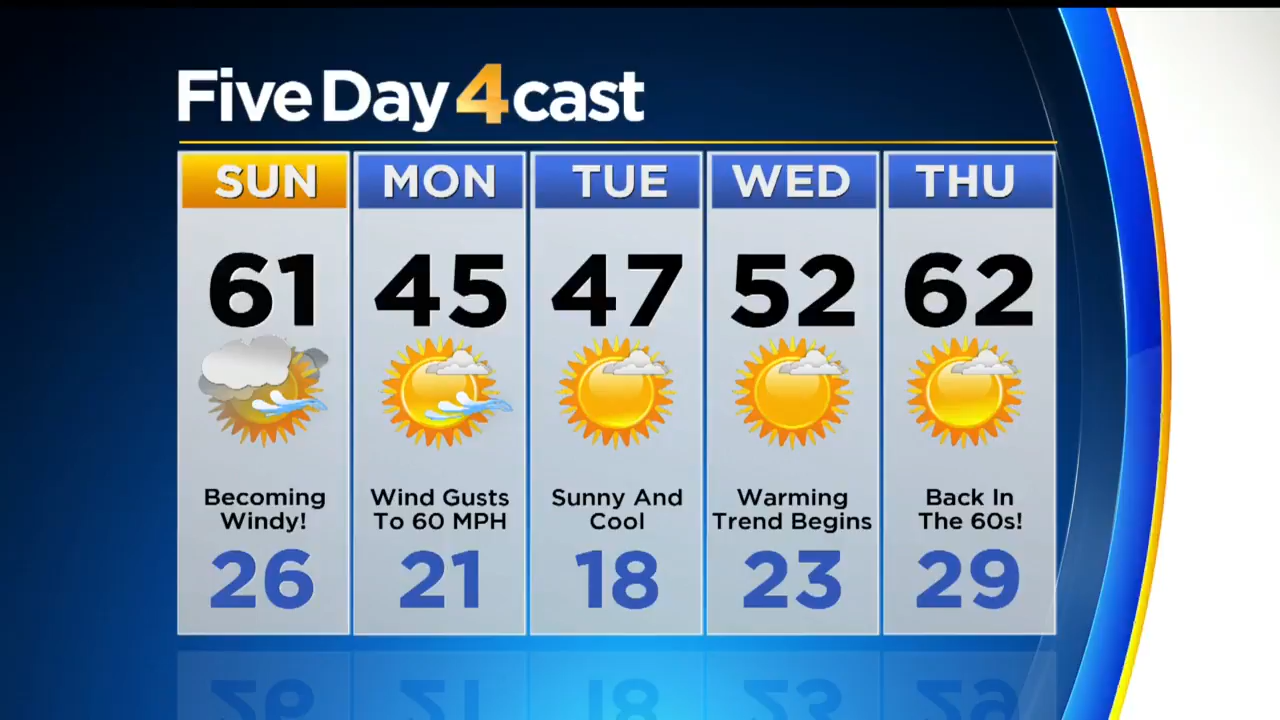 Five Day 4cast
SUN MON TUE WED THU
61 45 47 52 62
Becoming Wind Gusts Sunny And Warming Back In
Windy! To 60 MPH Cool Trend Begins The 60s!
26 21 18 23 29